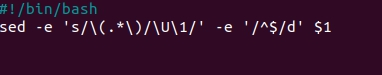 #!/bin/bash
sed -e 's/\(.*\)/\U\1/' -e '/^$/d' $1